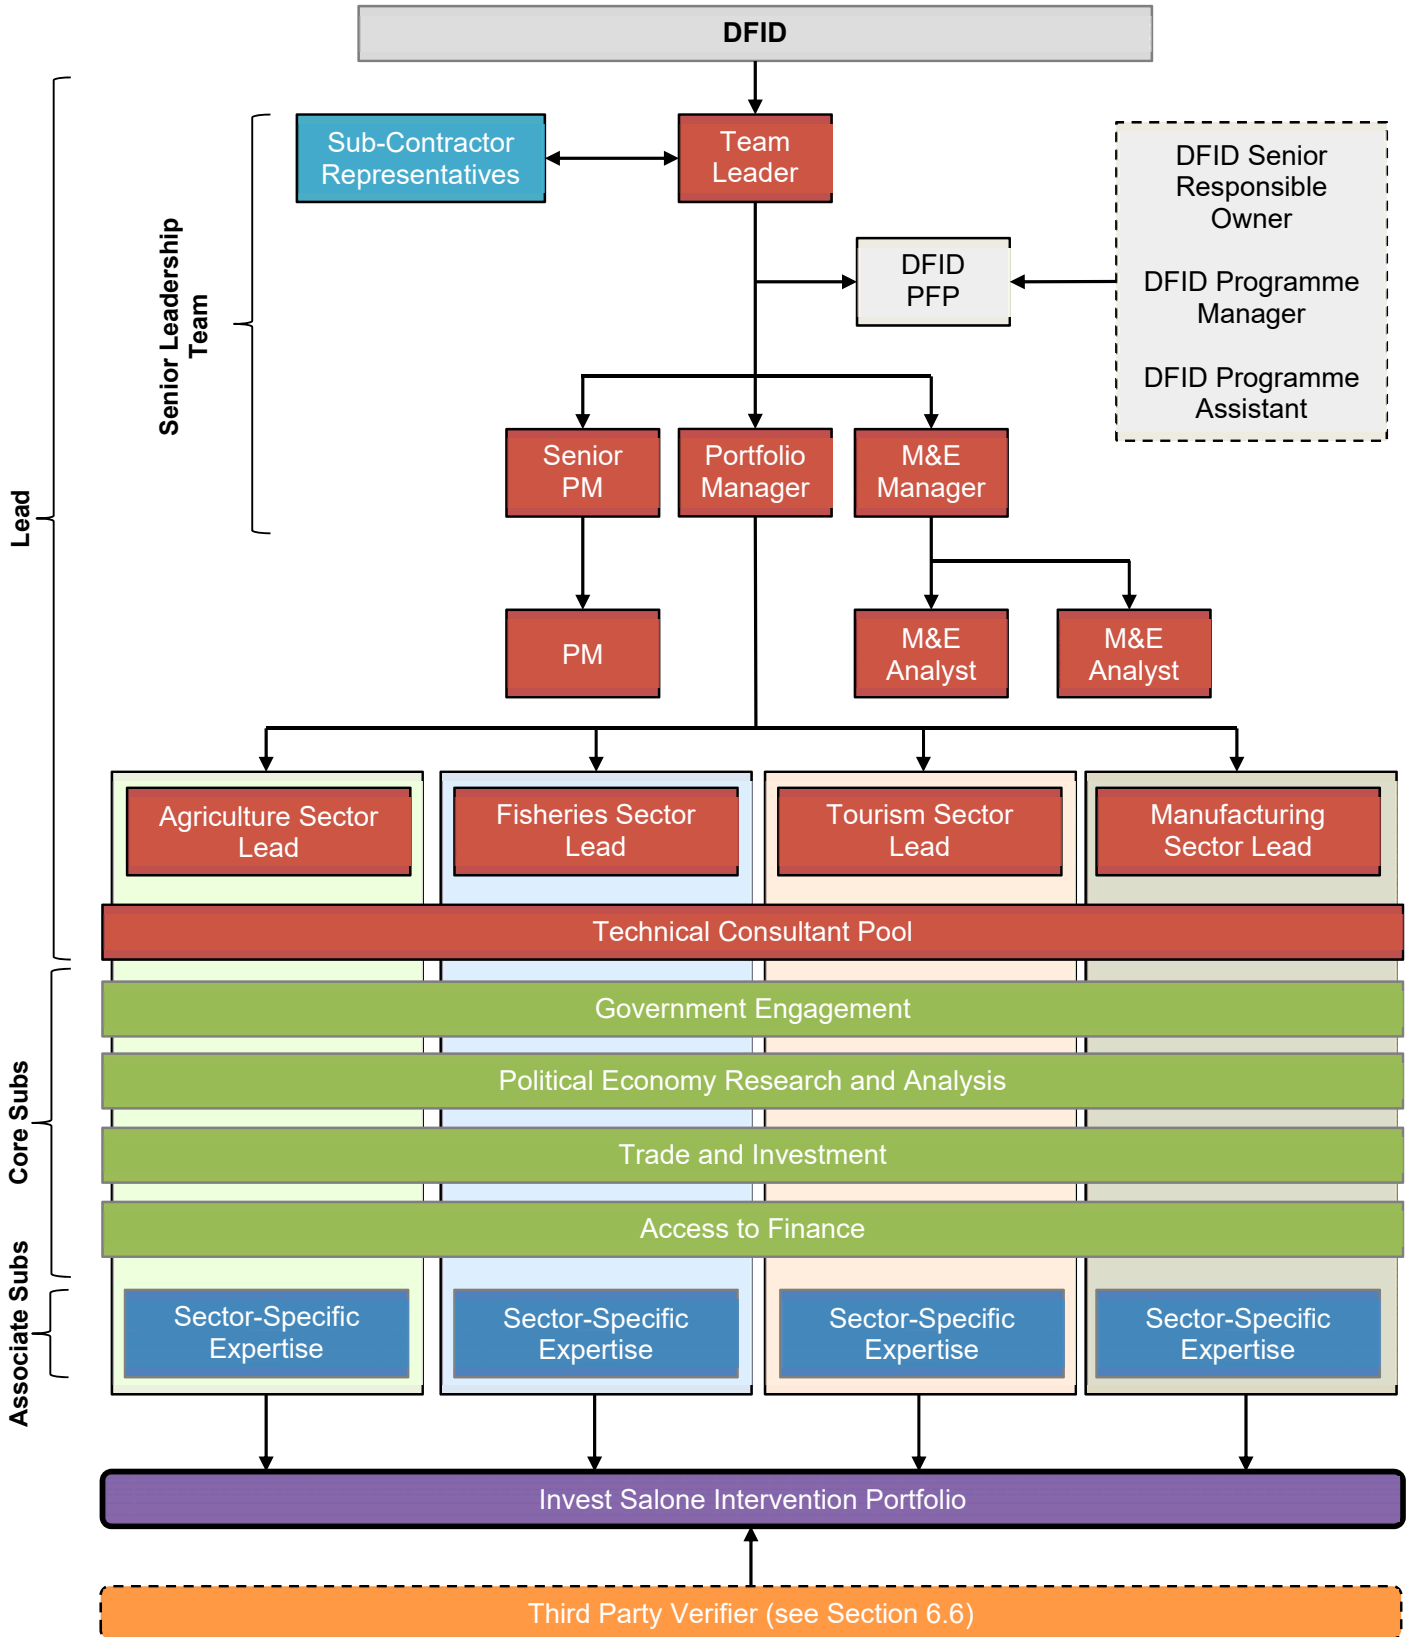 DFID
Sub-Contractor
Representatives
Team
Leader
DFID Senior
Responsible
Owner
DFID Programme
Manager
DFID Programme
Assistant
DFID
PFP
Senior Leadership
Team
Lead
Senior
PM
Portfolio
Manager
M&E
Manager
PM
M&E
Analyst
M&E
Analyst
Agriculture Sector
Lead
Fisheries Sector
Lead
Tourism Sector
Lead
Manufacturing
Sector Lead
Technical Consultant Pool
Core Subs
Government Engagement
Political Economy Research and Analysis
Trade and Investment
Access to Finance
Associate Subs
Sector-Specific
Expertise
Sector-Specific
Expertise
Sector-Specific
Expertise
Sector-Specific
Expertise
Invest Salone Intervention Portfolio
Third Party Verifier (see Section 6.6)